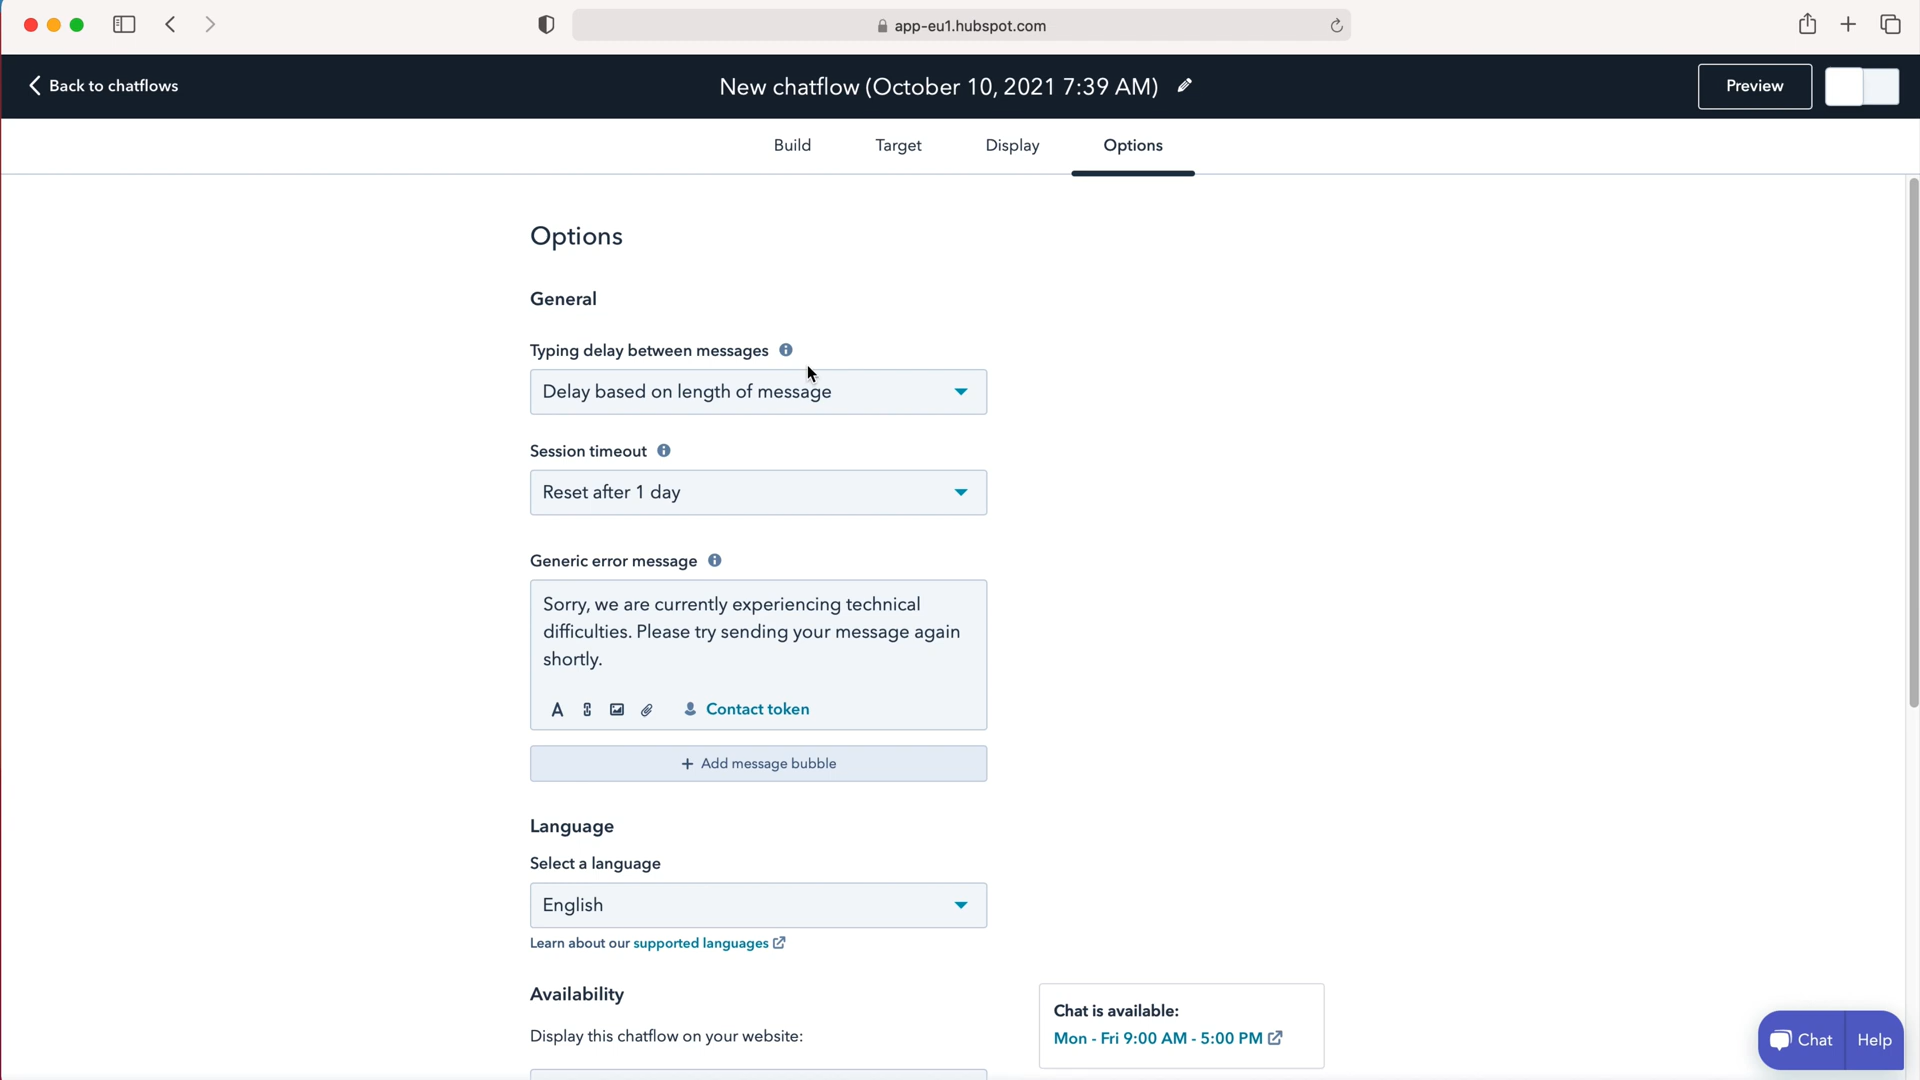 app-eu1.hubspot.com
Back to chatflows
New chatflow (October 10, 2021 7:39 AM)
Preview
Build
Target
Display
Options
Options
General
Typing delay between messages
Delay based on length of message
Session timeout
Reset after 1 day
Generic error message
Sorry, we are currently experiencing technical
difficulties. Please try sending your message again
shortly.
Contact token
+ Add message bubble
Language
Select a language
English
Learn about our supported languages
Availability
Display this chatflow on your website:
Chat is available:
Mon - Fri 9:00 AM - 5:00 PM
Chat
Help